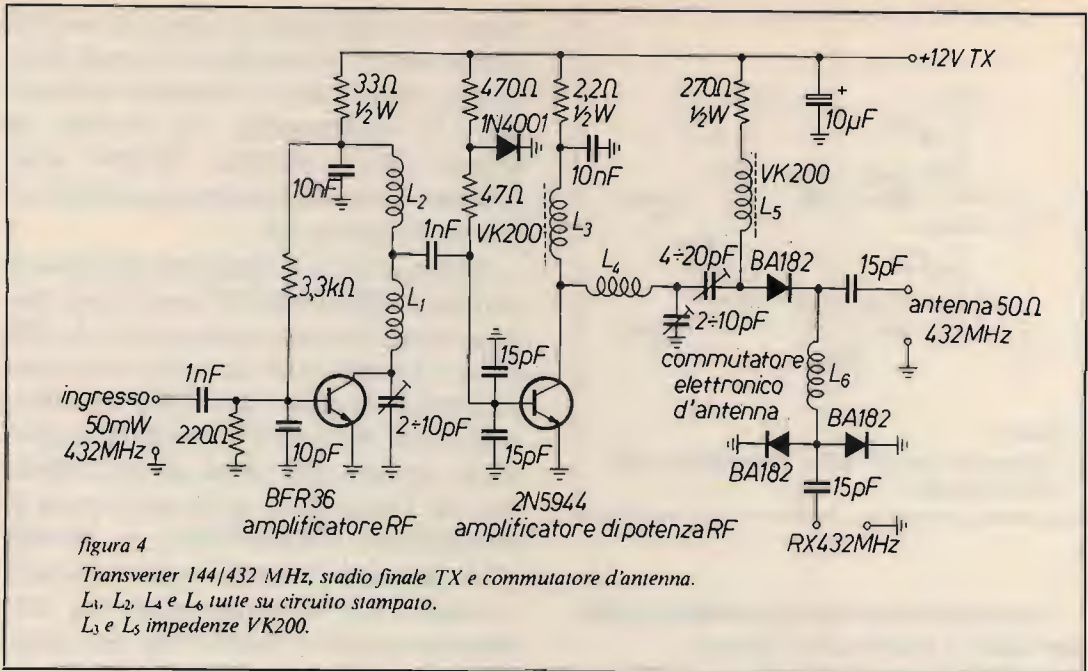 +12V TX
33Ω
½W
470Ω
1N4001
2,2Ω
½W
270Ω
½W
+
10µF
10nF
L₂
47Ω
10nF
VK200
L₃
VK200
L₅
1nF
3,3kΩ
L₁
L₄
4÷20pF
BA182
15pF
2÷10pF
antenna 50Ω
432MHz
commutatore
elettronico
d'antenna
L₆
ingresso
50mW
432MHz
1nF
220Ω
10pF
2÷10pF
15pF
15pF
BA182
BA182
15pF
RX432MHz
BFR36
amplificatore RF
2N5944
amplificatore di potenza RF
figura 4
Transverter 144/432 MHz, stadio finale TX e commutatore d'antenna.
L₁, L₂, L₄ e L₆ tutte su circuito stampato.
L₃ e L₅ impedenze VK200.